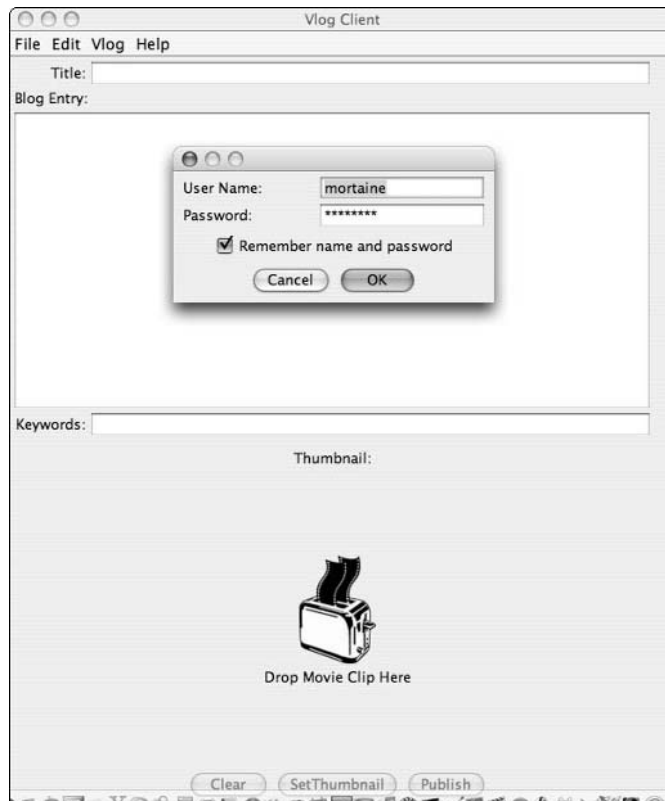 Vlog Client
File Edit Vlog Help
Title:
Blog Entry:
User Name: mortaine
Password: ********
Remember name and password
Cancel OK
Keywords:
Thumbnail:
Drop Movie Clip Here
Clear SetThumbnail Publish